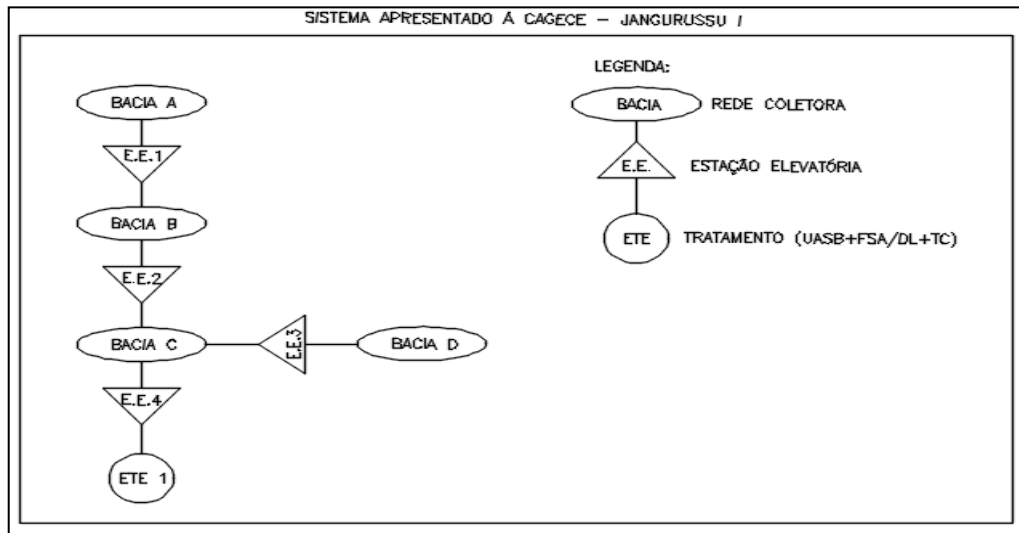 SISTEMA APRESENTADO Á CAGECE – JANGURUSSU I
LEGENDA:
BACIA A
BACIA
REDE COLETORA
E.E.1
E.E.
ESTAÇÃO ELEVATÓRIA
BACIA B
ETE
TRATAMENTO (UASB+FSA/DL+TC)
E.E.2
BACIA C
E.E.3
BACIA D
E.E.4
ETE 1